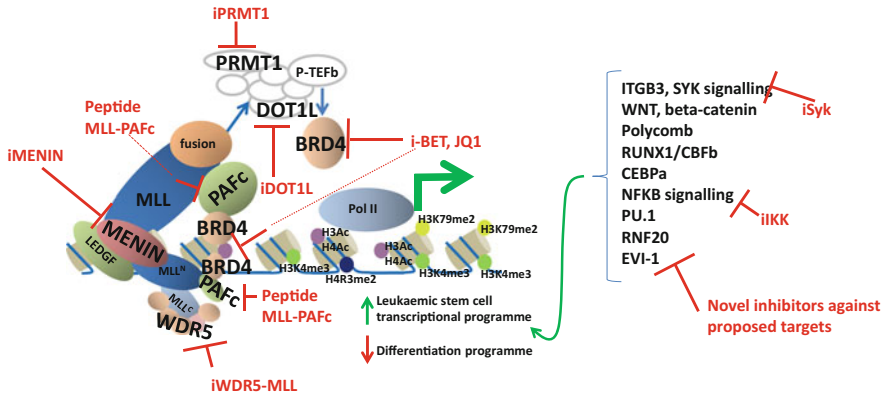 iPRMT1
PRMT1
P-TEFb
DOT1L
Peptide
MLL-PAFc
fusion
BRD4
i-BET, JQ1
iMENIN
PAFc
iDOT1L
MLL
Pol II
BRD4
H3K79me2
H3K79me2
MENIN
LEDGF
H3Ac
H4Ac
H3Ac
H4Ac
MLLᴺ
BRD4
H3K4me3
H4R3me2
H3K4me3
H3K4me3
PAFc
MLLᶜ
WDR5
Peptide
MLL-PAFc
iWDR5-MLL
Leukaemic stem cell
transcriptional programme
Differentiation programme
ITGB3, SYK signalling
WNT, beta-catenin
Polycomb
RUNX1/CBFb
CEBPa
NFKB signalling
PU.1
RNF20
EVI-1
iSyk
iIKK
Novel inhibitors against
proposed targets